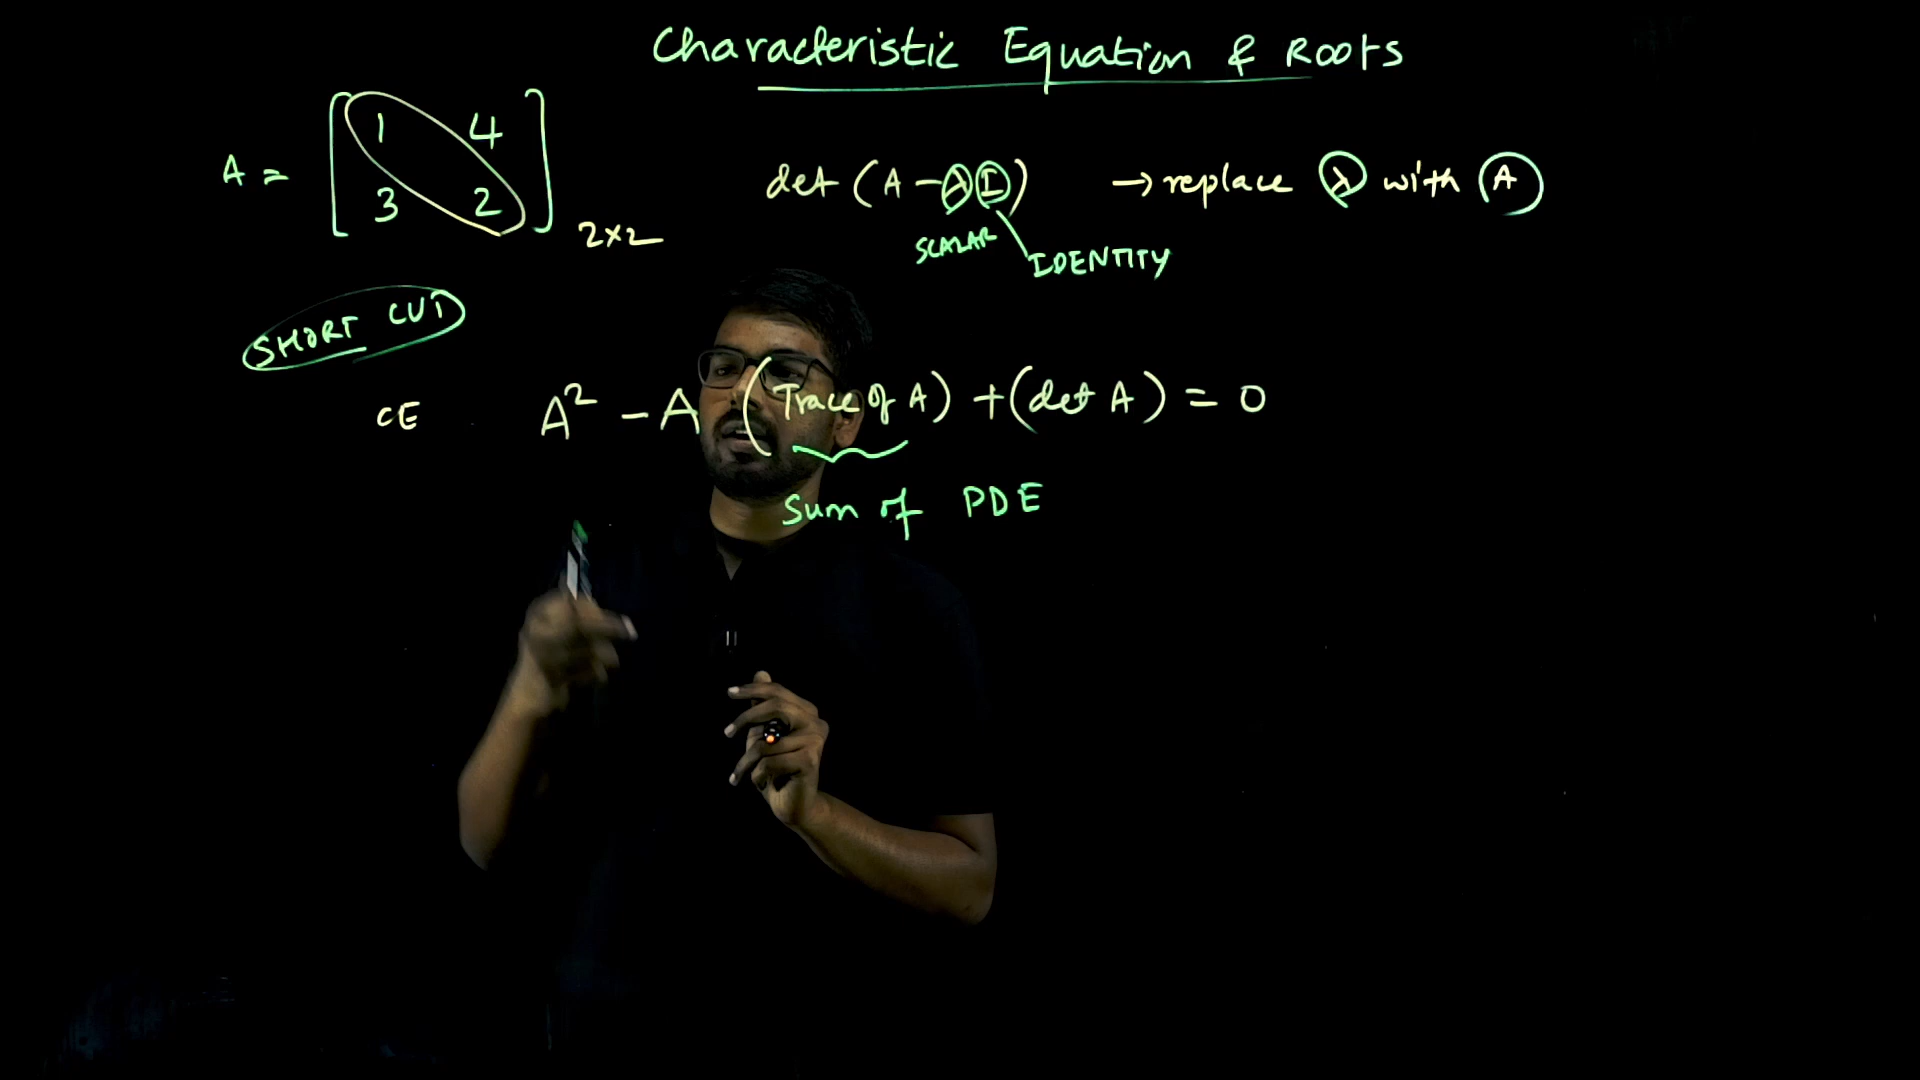 Characteristic Equation & Roots
A = [ 1 4
3 2 ] 2x2
det (A - λI) → replace λ with A
SCALAR
IDENTITY
SHORT CUT
CE A² - A (Trace of A) + (det A) = 0
Sum of PDE